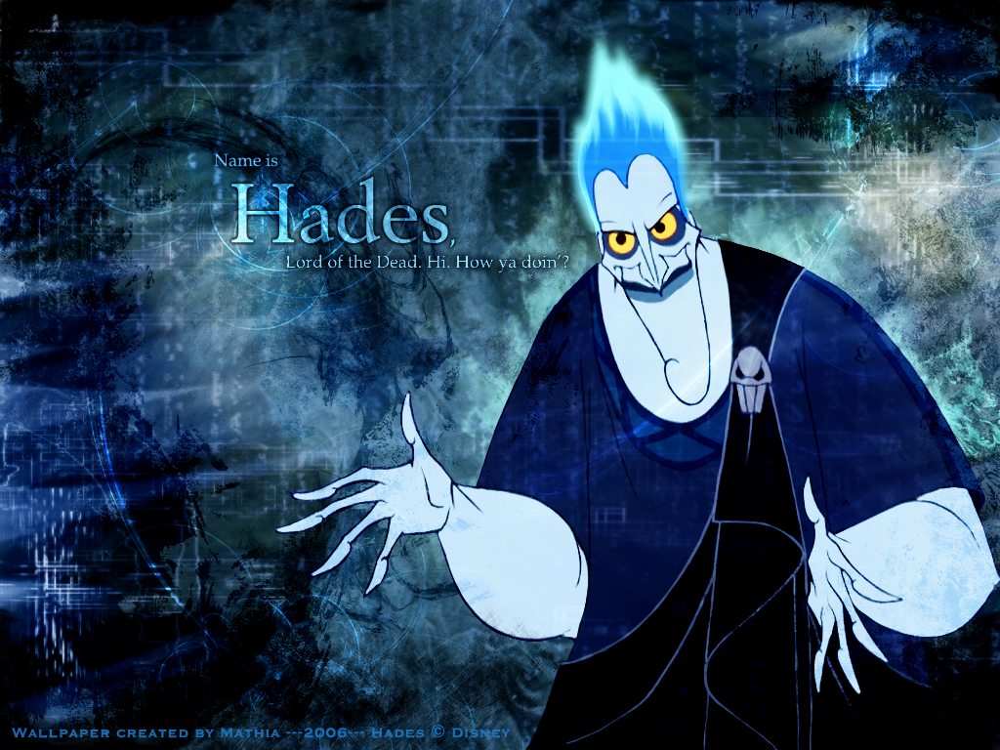 Name is
Hades,
Lord of the Dead. Hi. How ya doin'?
Wallpaper created by Mathia ---2006--- Hades © Disney